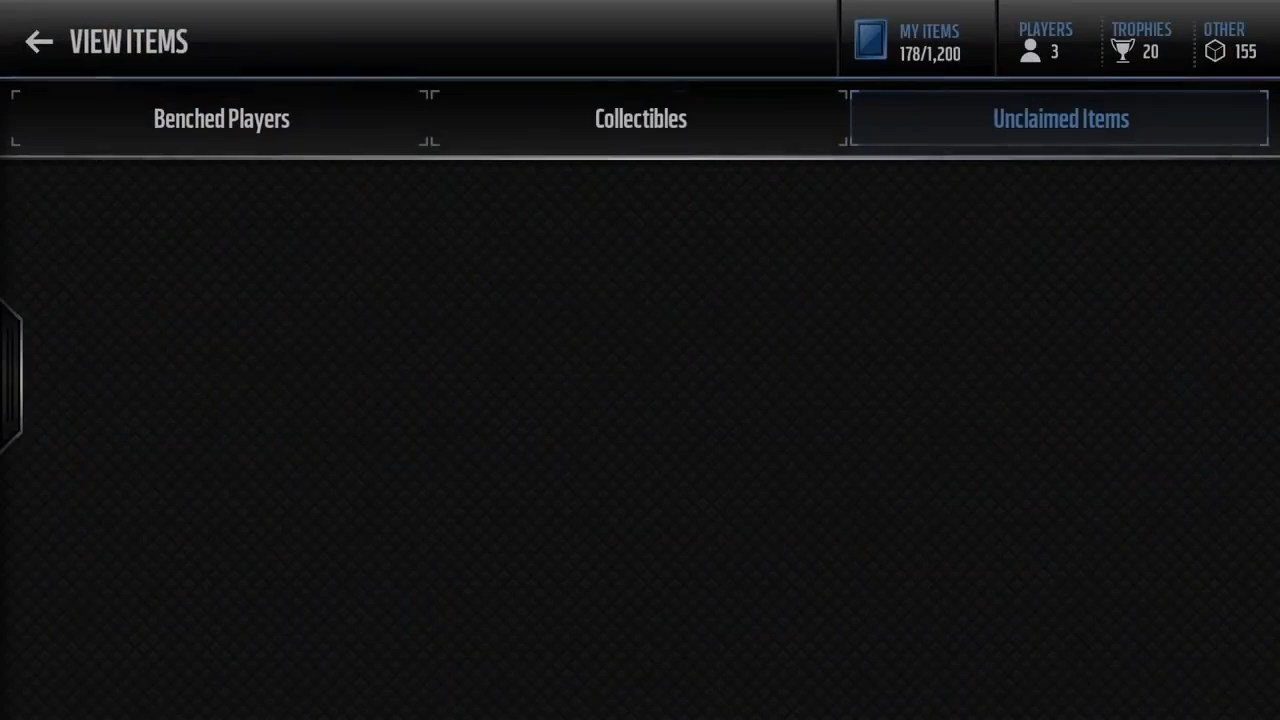 VIEW ITEMS
MY ITEMS
178/1,200
PLAYERS
3
TROPHIES
20
OTHER
155
Benched Players
Collectibles
Unclaimed Items